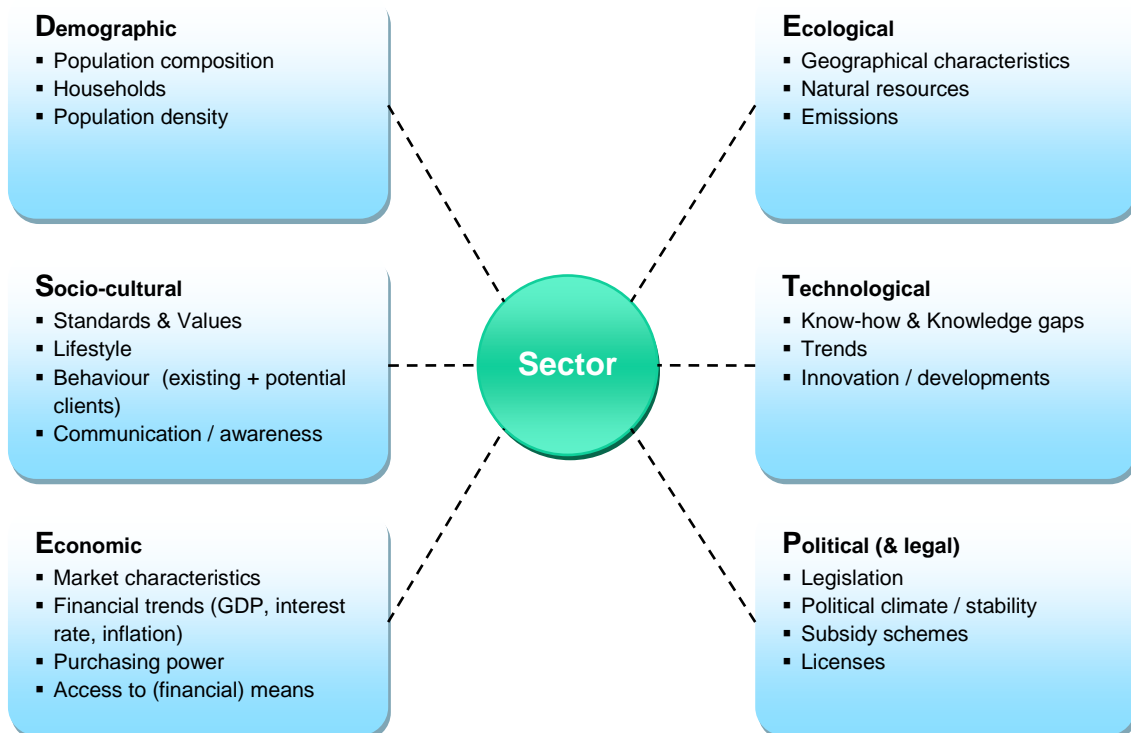 Demographic
▪ Population composition
▪ Households
▪ Population density
Ecological
▪ Geographical characteristics
▪ Natural resources
▪ Emissions
Socio-cultural
▪ Standards & Values
▪ Lifestyle
▪ Behaviour (existing + potential
clients)
▪ Communication / awareness
Sector
Technological
▪ Know-how & Knowledge gaps
▪ Trends
▪ Innovation / developments
Economic
▪ Market characteristics
▪ Financial trends (GDP, interest
rate, inflation)
▪ Purchasing power
▪ Access to (financial) means
Political (& legal)
▪ Legislation
▪ Political climate / stability
▪ Subsidy schemes
▪ Licenses